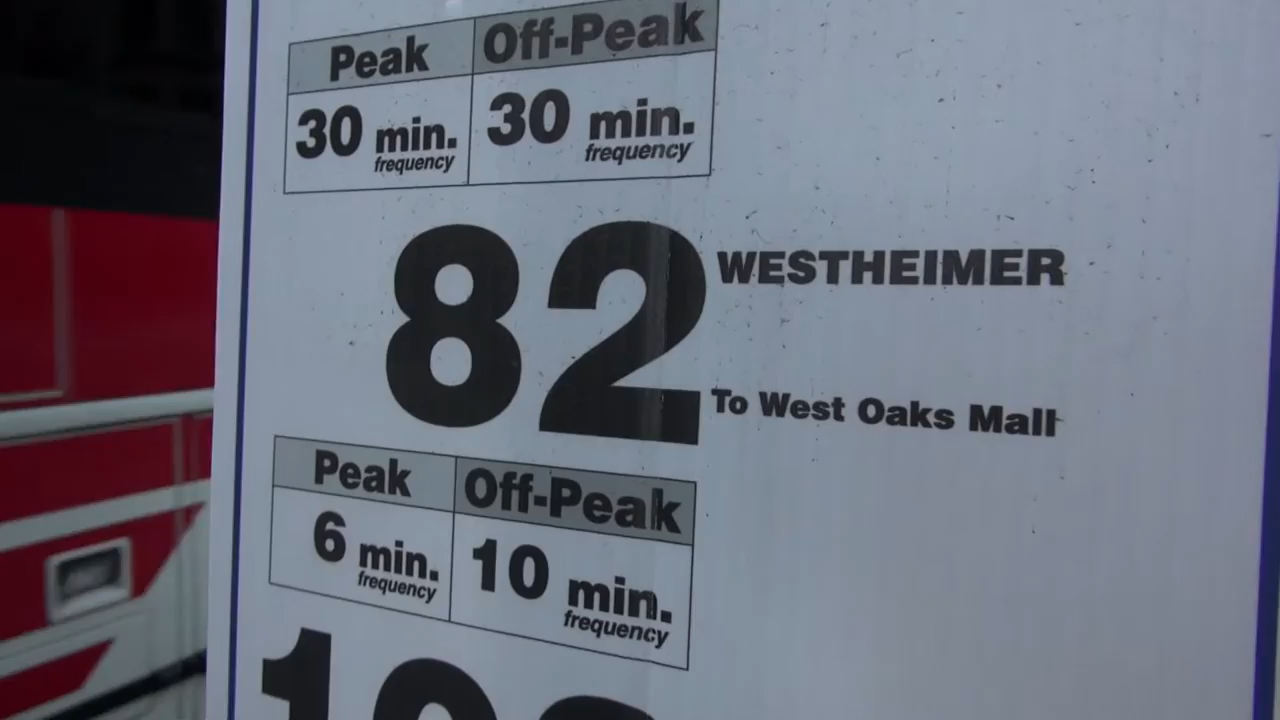 Peak Off-Peak
30 min. 30 min.
frequency frequency
82 WESTHEIMER
To West Oaks Mall
Peak Off-Peak
6 min. 10 min.
frequency frequency